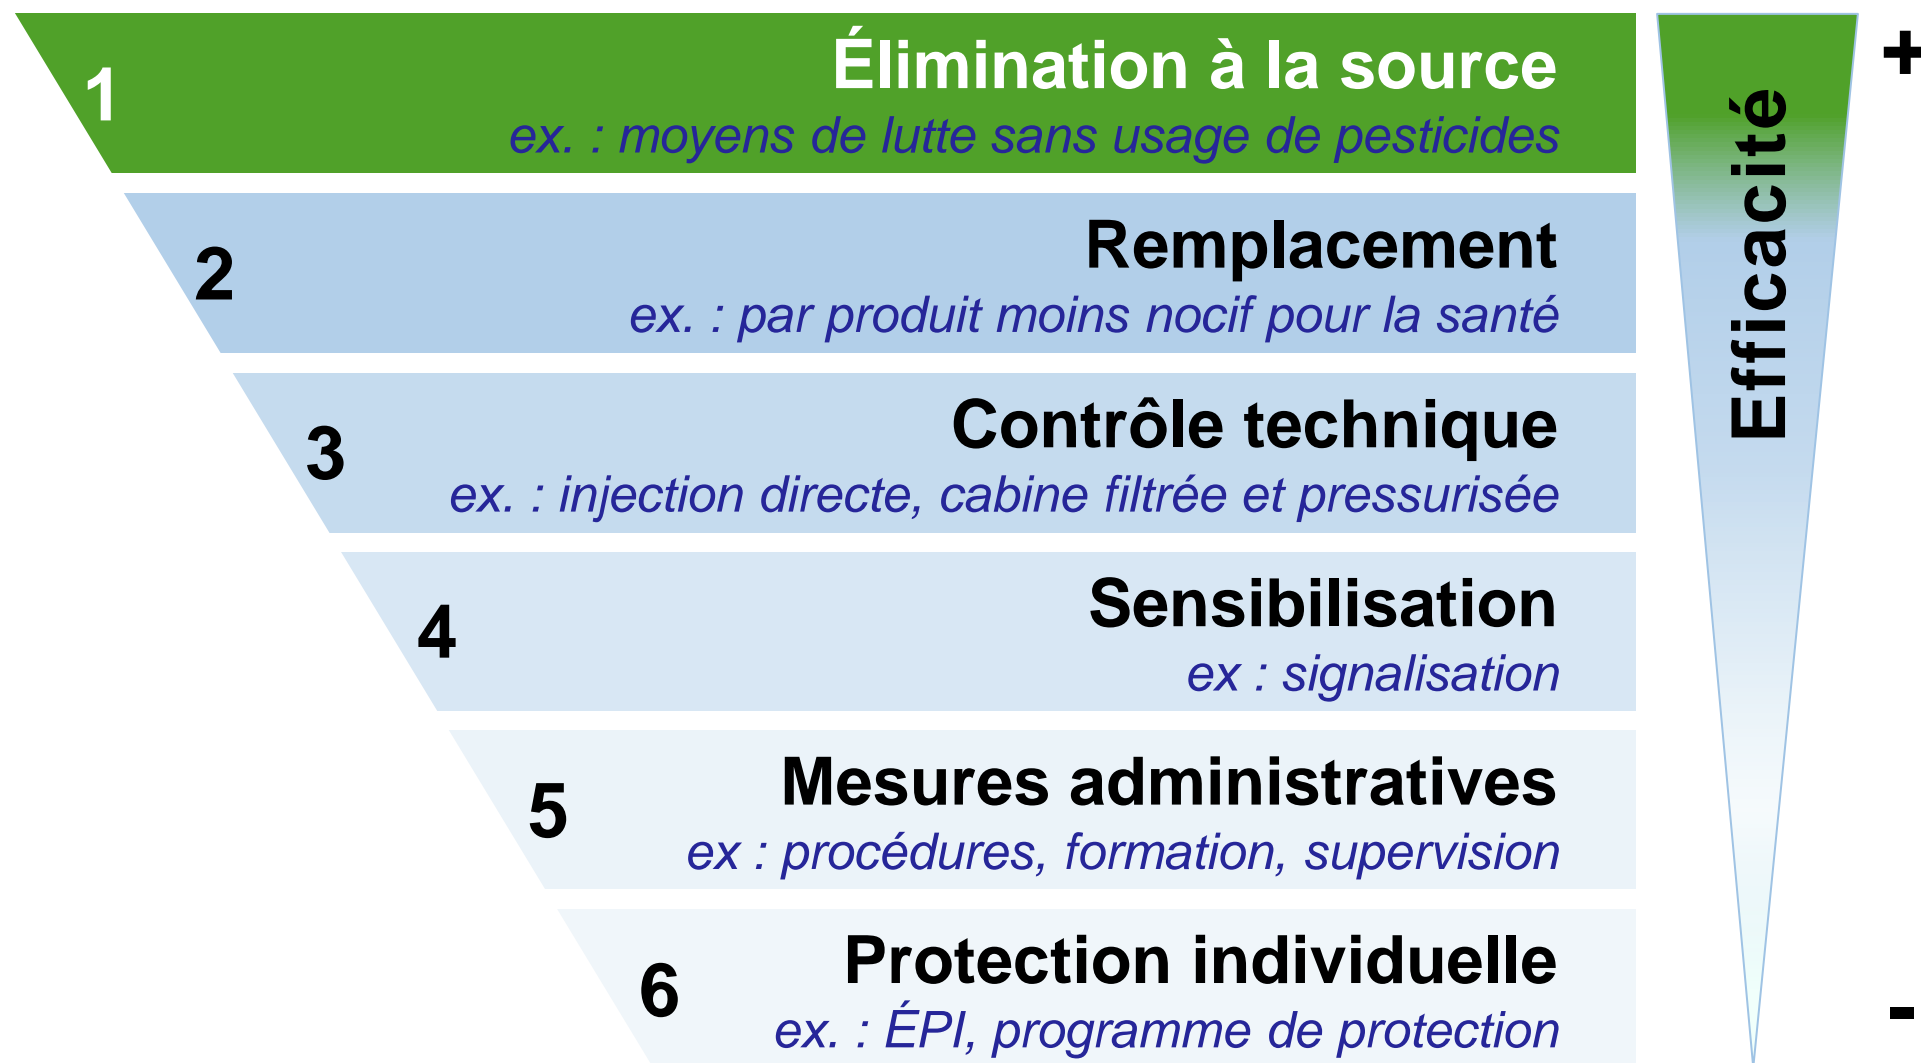 1
Élimination à la source
ex. : moyens de lutte sans usage de pesticides
2
Remplacement
ex. : par produit moins nocif pour la santé
3
Contrôle technique
ex. : injection directe, cabine filtrée et pressurisée
4
Sensibilisation
ex : signalisation
5
Mesures administratives
ex : procédures, formation, supervision
6
Protection individuelle
ex. : ÉPI, programme de protection
+
Efficacité
-